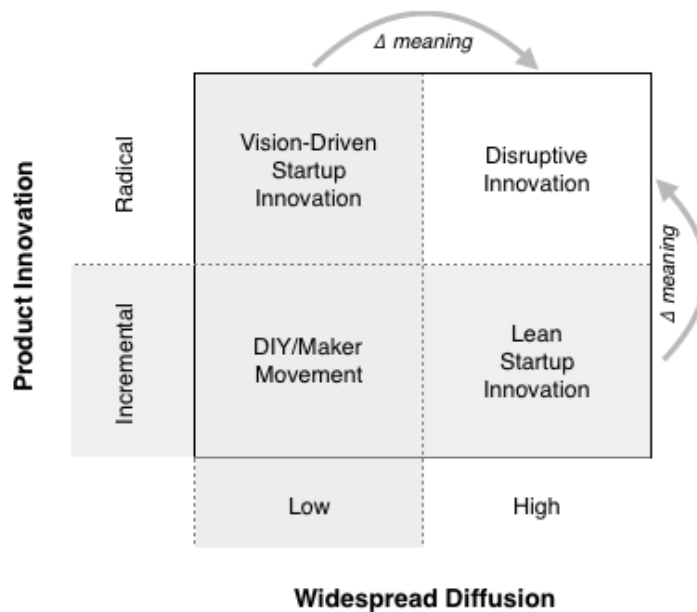 Δ meaning
Vision-Driven
Startup
Innovation
Disruptive
Innovation
Radical
Product Innovation
Δ meaning
Incremental
DIY/Maker
Movement
Lean
Startup
Innovation
Low
High
Widespread Diffusion